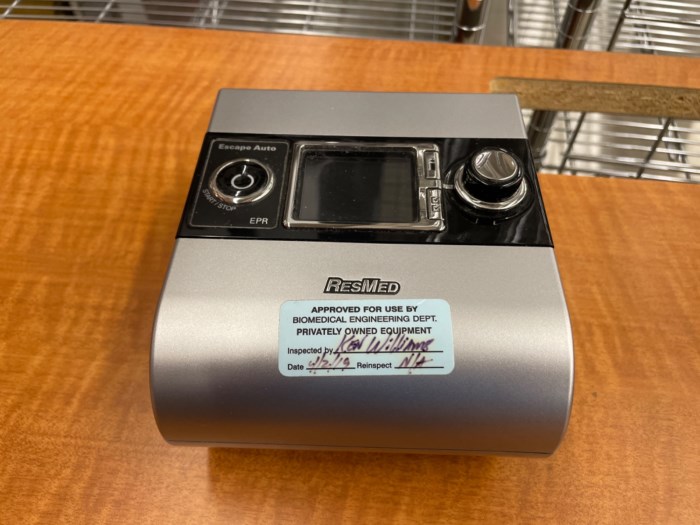 Escape Auto
START/STOP
EPR
RESMED
APPROVED FOR USE BY
BIOMEDICAL ENGINEERING DEPT.
PRIVATELY OWNED EQUIPMENT
Inspected by Ken Williams
Date Reinspect N/A